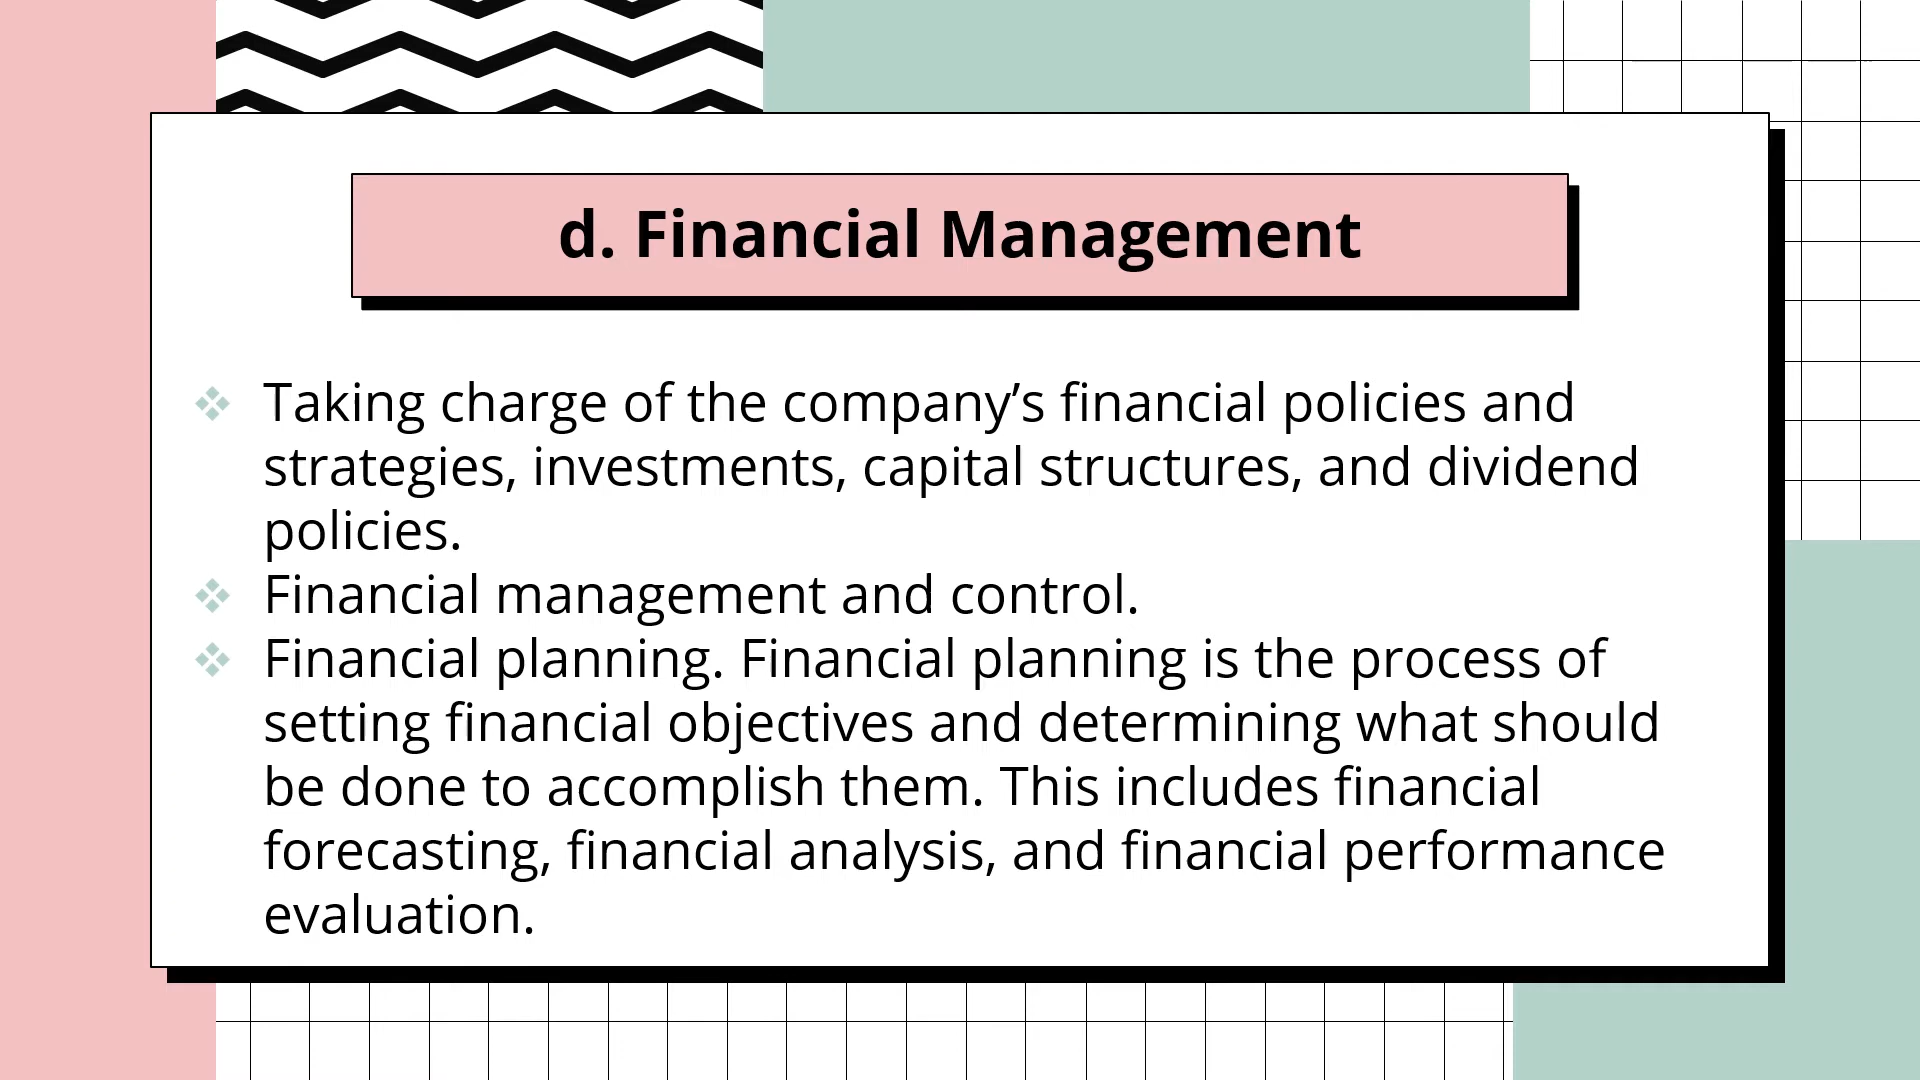 d. Financial Management
Taking charge of the company’s financial policies and
strategies, investments, capital structures, and dividend
policies.
Financial management and control.
Financial planning. Financial planning is the process of
setting financial objectives and determining what should
be done to accomplish them. This includes financial
forecasting, financial analysis, and financial performance
evaluation.